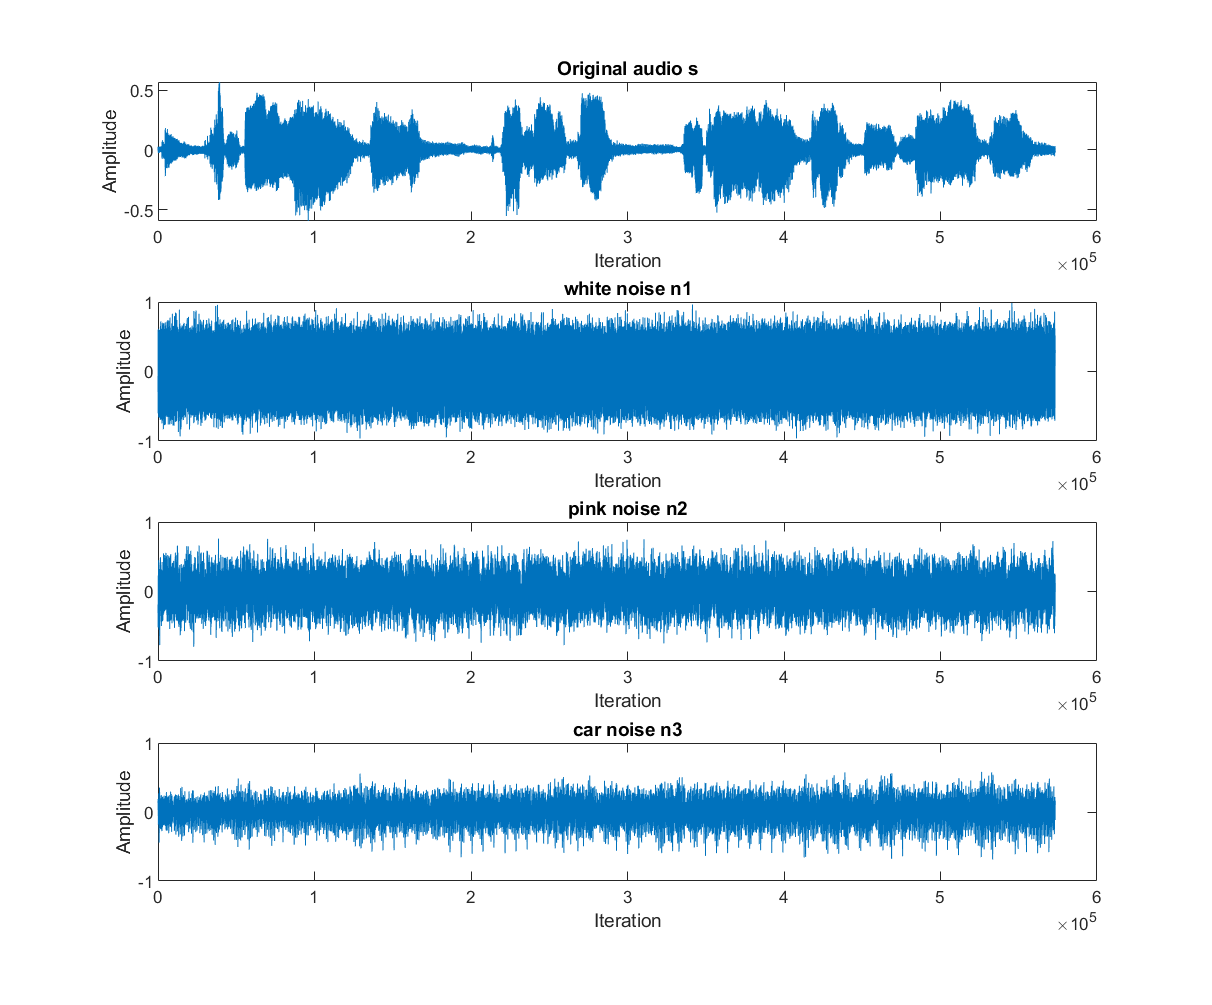 Original audio s
0.5
0
-0.5
Amplitude
0 1 2 3 4 5 6
Iteration
×10^5
white noise n1
1
0
-1
Amplitude
0 1 2 3 4 5 6
Iteration
×10^5
pink noise n2
1
0
-1
Amplitude
0 1 2 3 4 5 6
Iteration
×10^5
car noise n3
1
0
-1
Amplitude
0 1 2 3 4 5 6
Iteration
×10^5